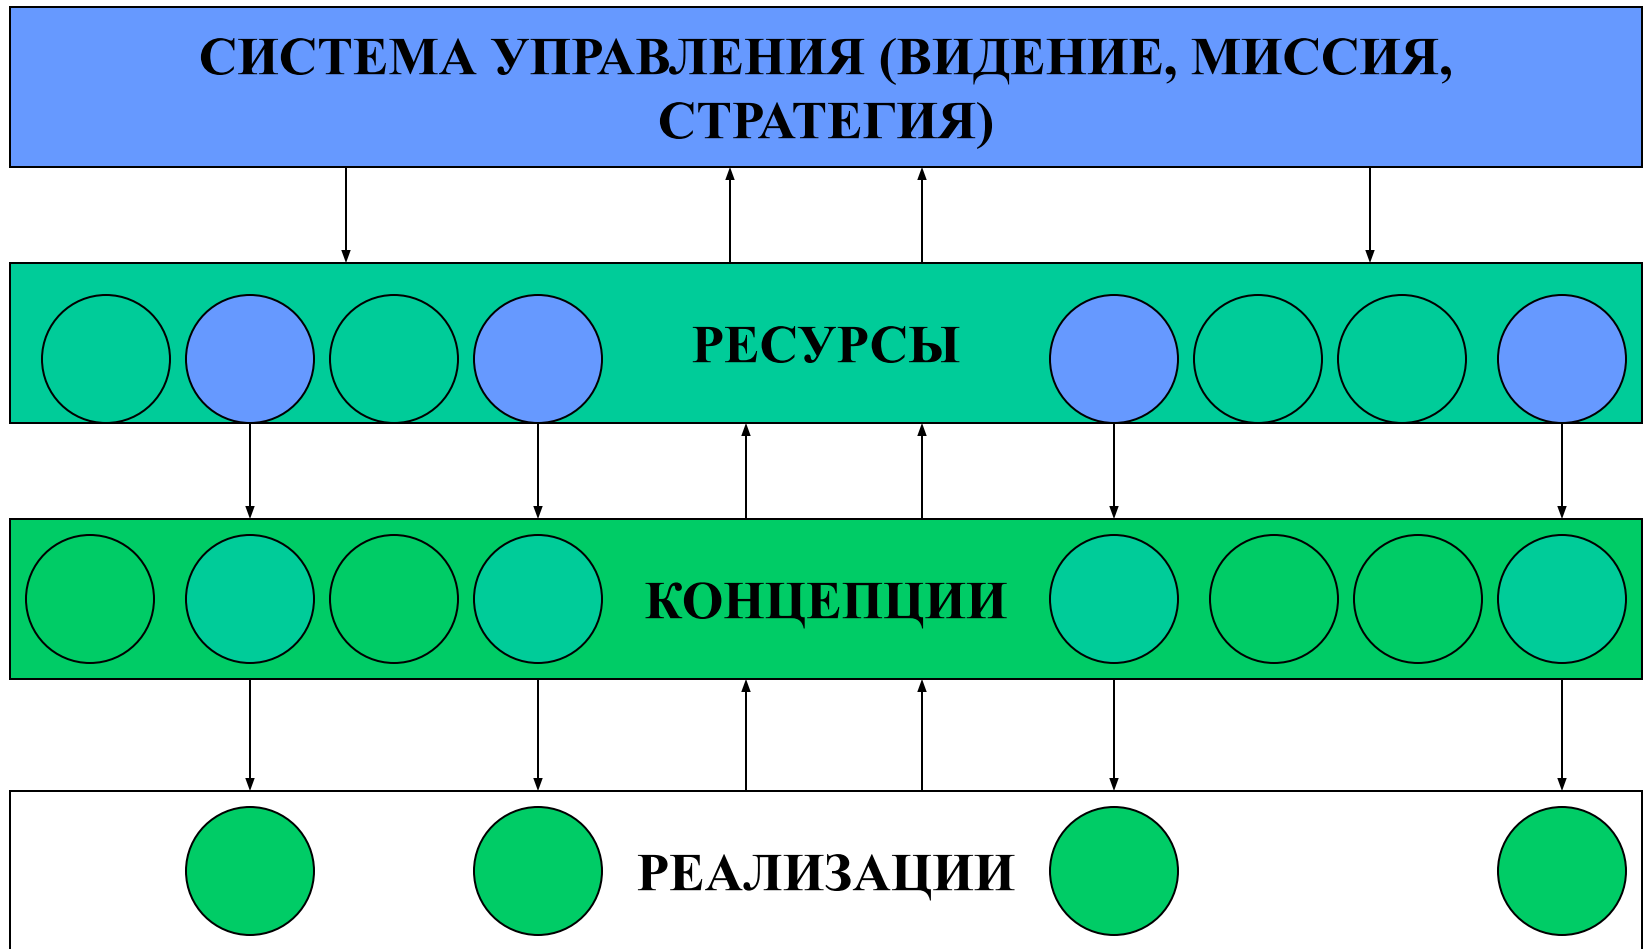 СИСТЕМА УПРАВЛЕНИЯ (ВИДЕНИЕ, МИССИЯ,
СТРАТЕГИЯ)
РЕСУРСЫ
КОНЦЕПЦИИ
РЕАЛИЗАЦИИ